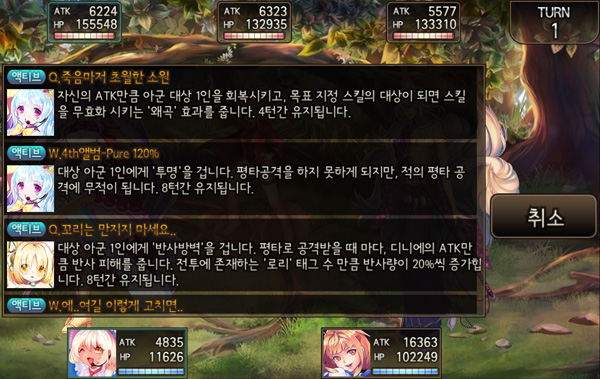 ATK 6224
HP 155548
ATK 6323
HP 132935
ATK 5577
HP 133310
TURN
1
액티브 Q.죽음마저 초월한 소원
자신의 ATK만큼 아군 대상 1인을 회복시키고, 목표 지정 스킬의 대상이 되면 스킬
을 무효화 시키는 '왜곡' 효과를 줍니다. 4턴간 유지됩니다.
액티브 W.4th앨범-Pure 120%
대상 아군 1인에게 '투명'을 겁니다. 평타공격을 하지 못하게 되지만, 적의 평타 공
격에 무적이 됩니다. 8턴간 유지됩니다.
액티브 Q.꼬리는 만지지 마세요..
대상 아군 1인에게 '반사방벽'을 겁니다. 평타로 공격받을 때 마다, 디니에의 ATK만
큼 반사 피해를 줍니다. 전투에 존재하는 '로리' 태그 수 만큼 반사량이 20%씩 증가합
니다. 8턴간 유지됩니다.
액티브 W.에..여길 이렇게 고치면..
취소
ATK 4835
HP 11626
ATK 16363
HP 102249